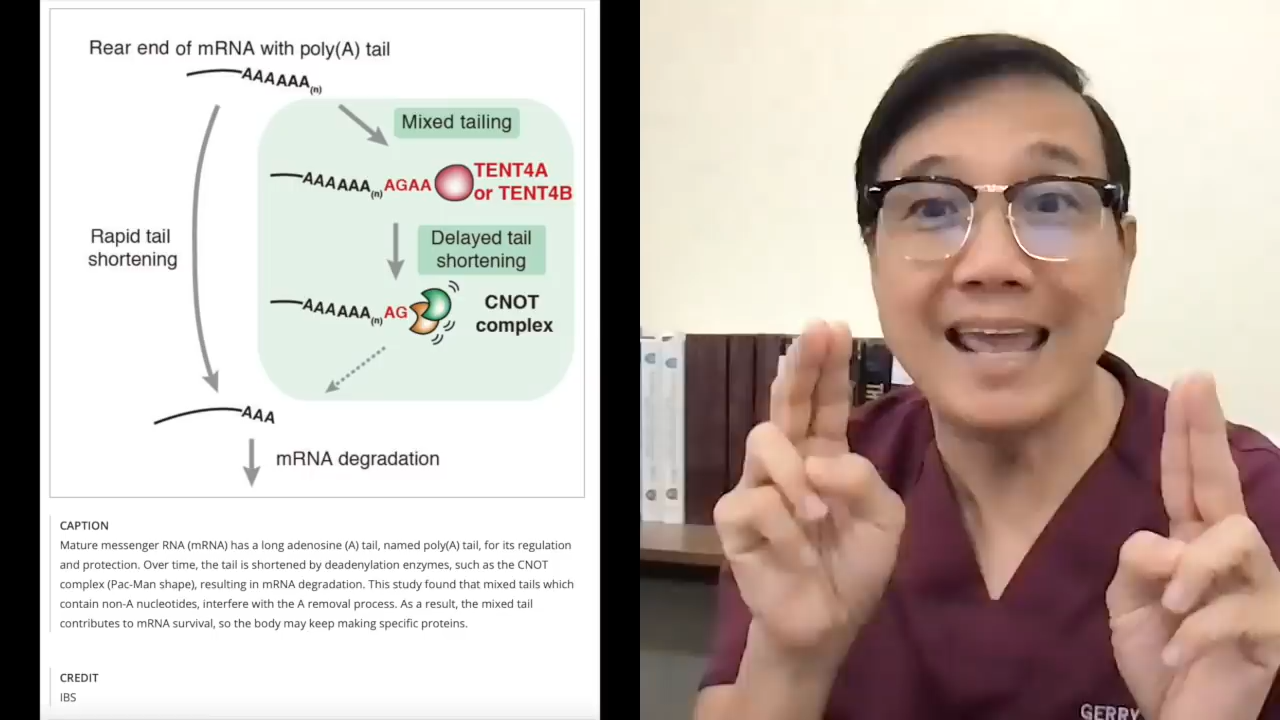 Rear end of mRNA with poly(A) tail
AAAAAA(n)
Mixed tailing
AAAAAA(n)AGAA
TENT4A
or TENT4B
Rapid tail
shortening
Delayed tail
shortening
AAAAAA(n)AG
CNOT
complex
AAA
mRNA degradation
CAPTION
Mature messenger RNA (mRNA) has a long adenosine (A) tail, named poly(A) tail, for its regulation
and protection. Over time, the tail is shortened by deadenylation enzymes, such as the CNOT
complex (Pac-Man shape), resulting in mRNA degradation. This study found that mixed tails which
contain non-A nucleotides, interfere with the A removal process. As a result, the mixed tail
contributes to mRNA survival, so the body may keep making specific proteins.
CREDIT
IBS
GERRY